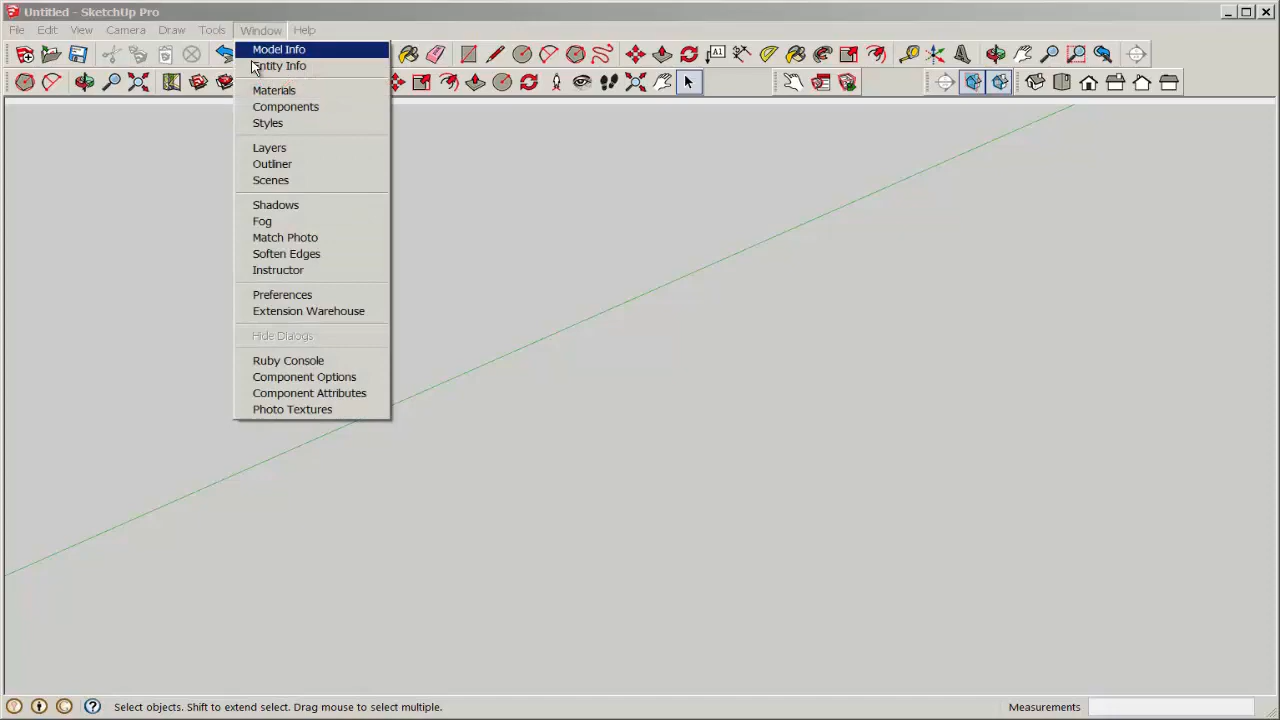 Untitled - SketchUp Pro
File Edit View Camera Draw Tools Window Help
Model Info
Entity Info
Materials
Components
Styles
Layers
Outliner
Scenes
Shadows
Fog
Match Photo
Soften Edges
Instructor
Preferences
Extension Warehouse
Hide Dialogs
Ruby Console
Component Options
Component Attributes
Photo Textures
Select objects. Shift to extend select. Drag mouse to select multiple. Measurements